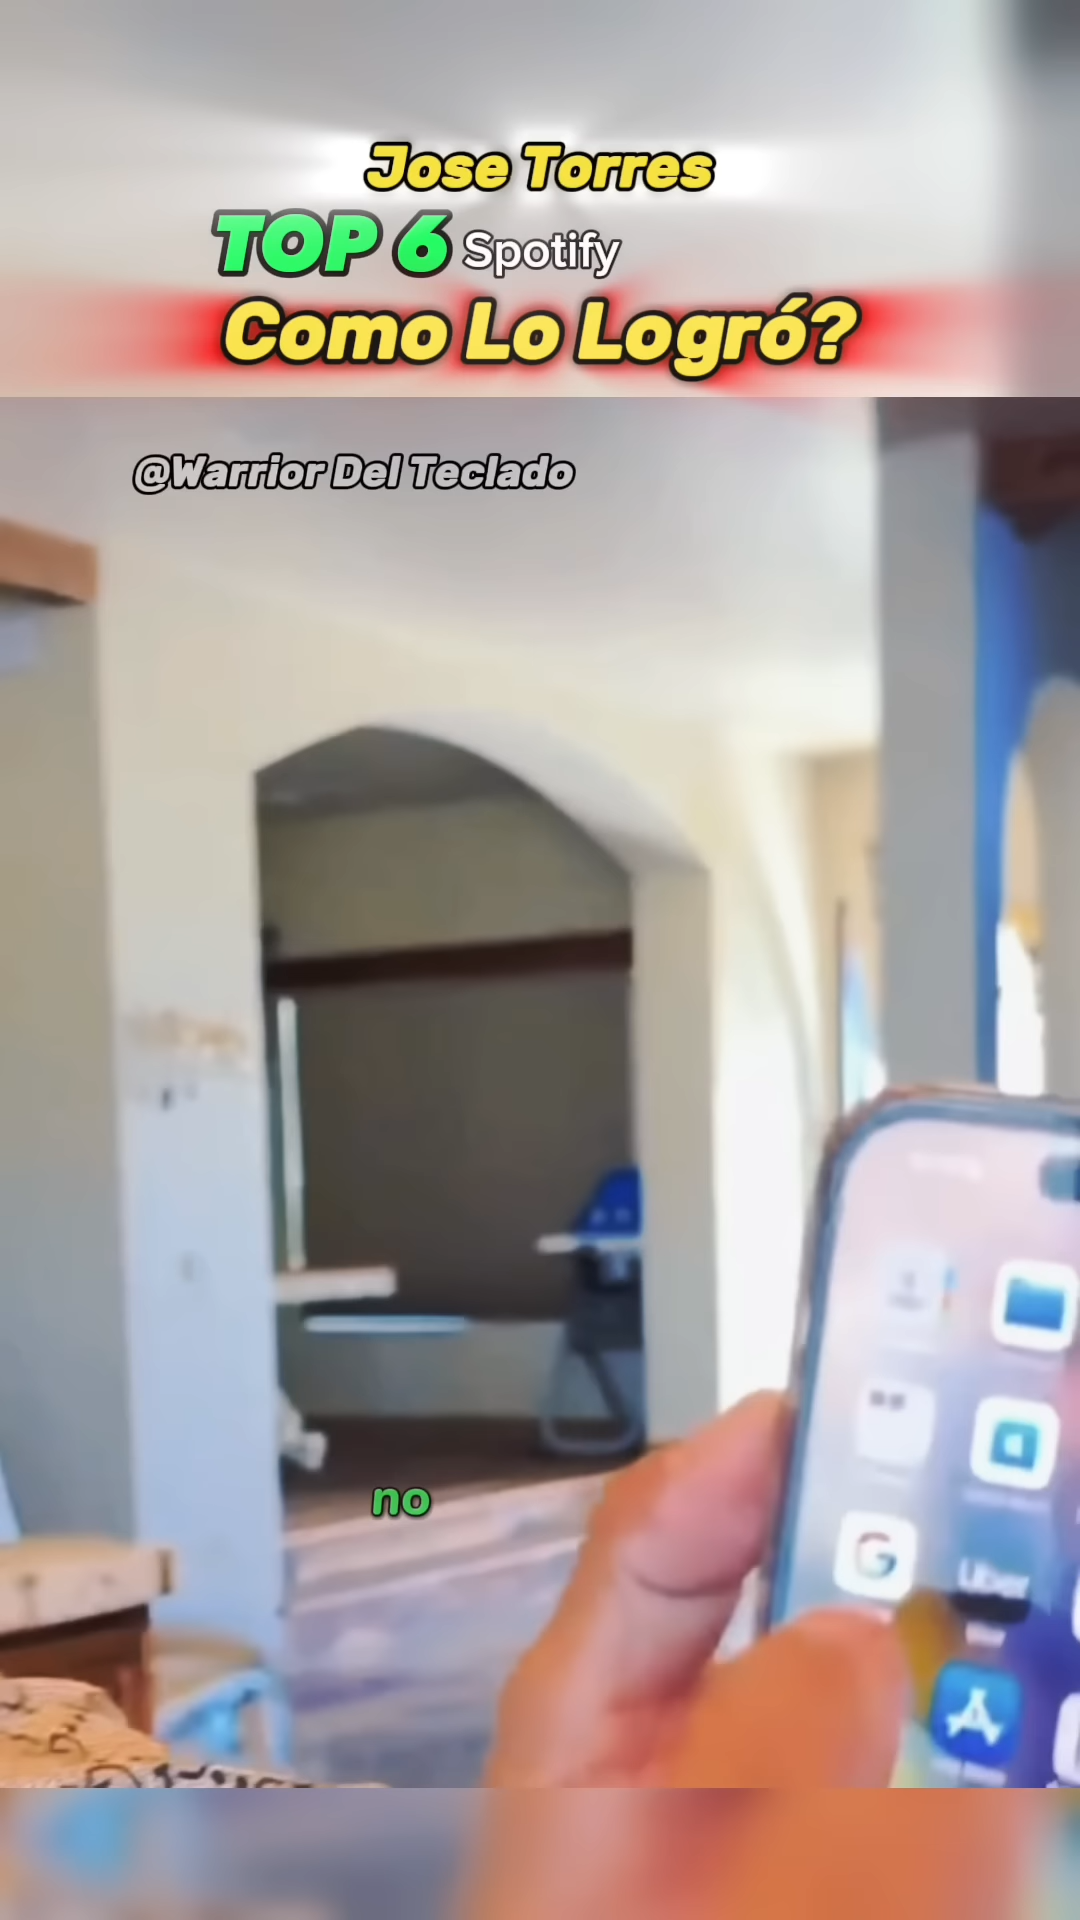 Jose Torres
TOP 6 Spotify
Como Lo Logró?
@Warrior Del Teclado
no
G
Uber